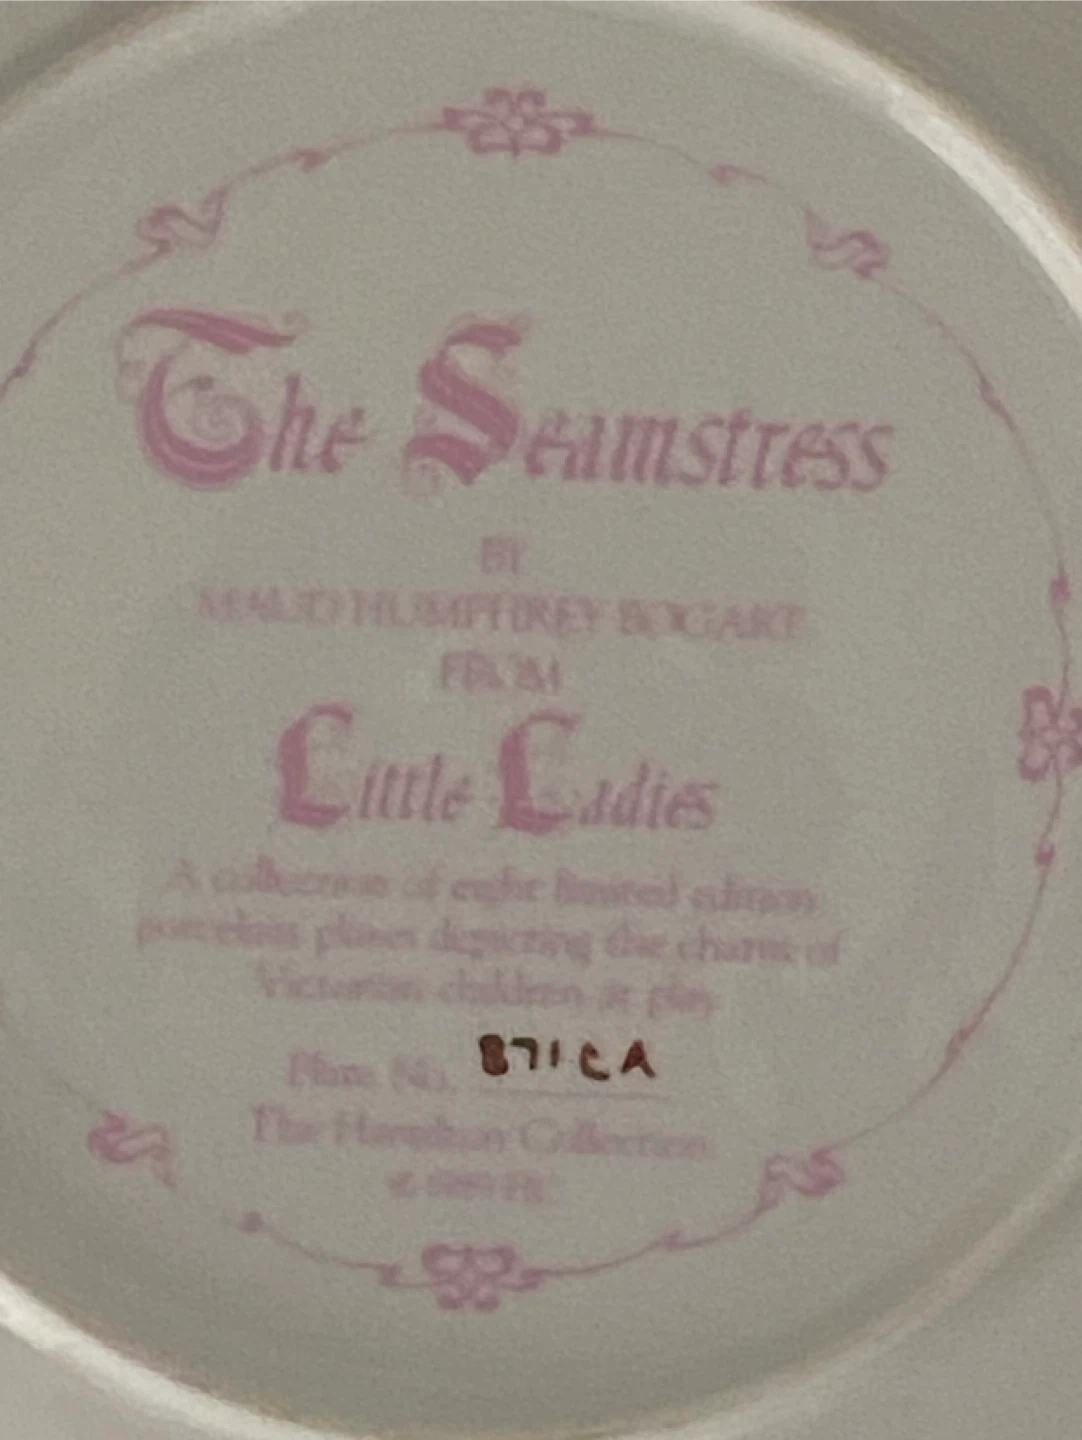 The Seamstress
BY
MAUD HUMPHREY BOGART
FROM
Little Ladies
A collection of eight limited edition
porcelain plates depicting the charm of
Victorian children at play
Plate No. B71CA
The Hamilton Collection
©